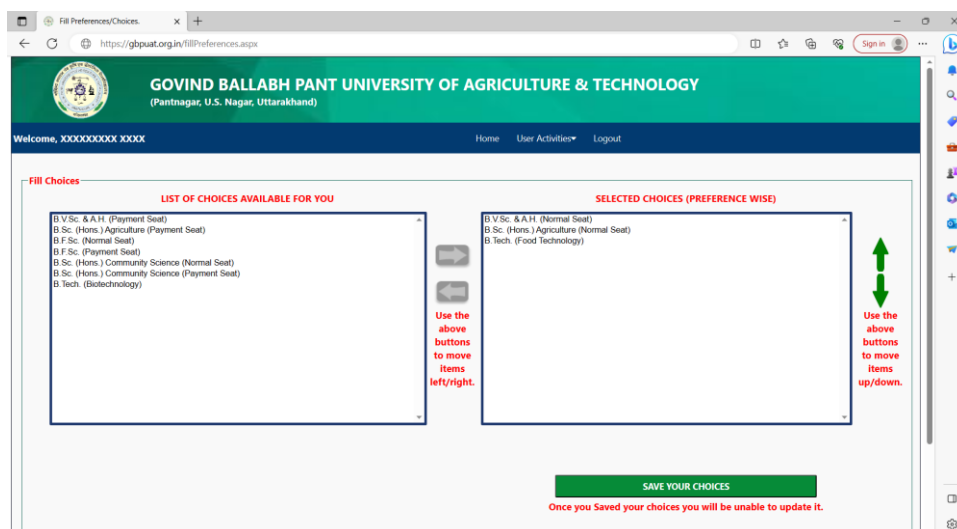 Fill Preferences/Choices.
https://gbpuat.org.in/fillPreferences.aspx
Sign in
GOVIND BALLABH PANT UNIVERSITY OF AGRICULTURE & TECHNOLOGY
(Pantnagar, U.S. Nagar, Uttarakhand)
Welcome, XXXXXXXXX XXXX
Home User Activities Logout
Fill Choices
LIST OF CHOICES AVAILABLE FOR YOU
B.V.Sc. & A.H. (Payment Seat)
B.Sc. (Hons.) Agriculture (Payment Seat)
B.F.Sc. (Normal Seat)
B.F.Sc. (Payment Seat)
B.Sc. (Hons.) Community Science (Normal Seat)
B.Sc. (Hons.) Community Science (Payment Seat)
B.Tech. (Biotechnology)
Use the
above
buttons
to move
items
left/right.
SELECTED CHOICES (PREFERENCE WISE)
B.V.Sc. & A.H. (Normal Seat)
B.Sc. (Hons.) Agriculture (Normal Seat)
B.Tech. (Food Technology)
Use the
above
buttons
to move
items
up/down.
SAVE YOUR CHOICES
Once you Saved your choices you will be unable to update it.